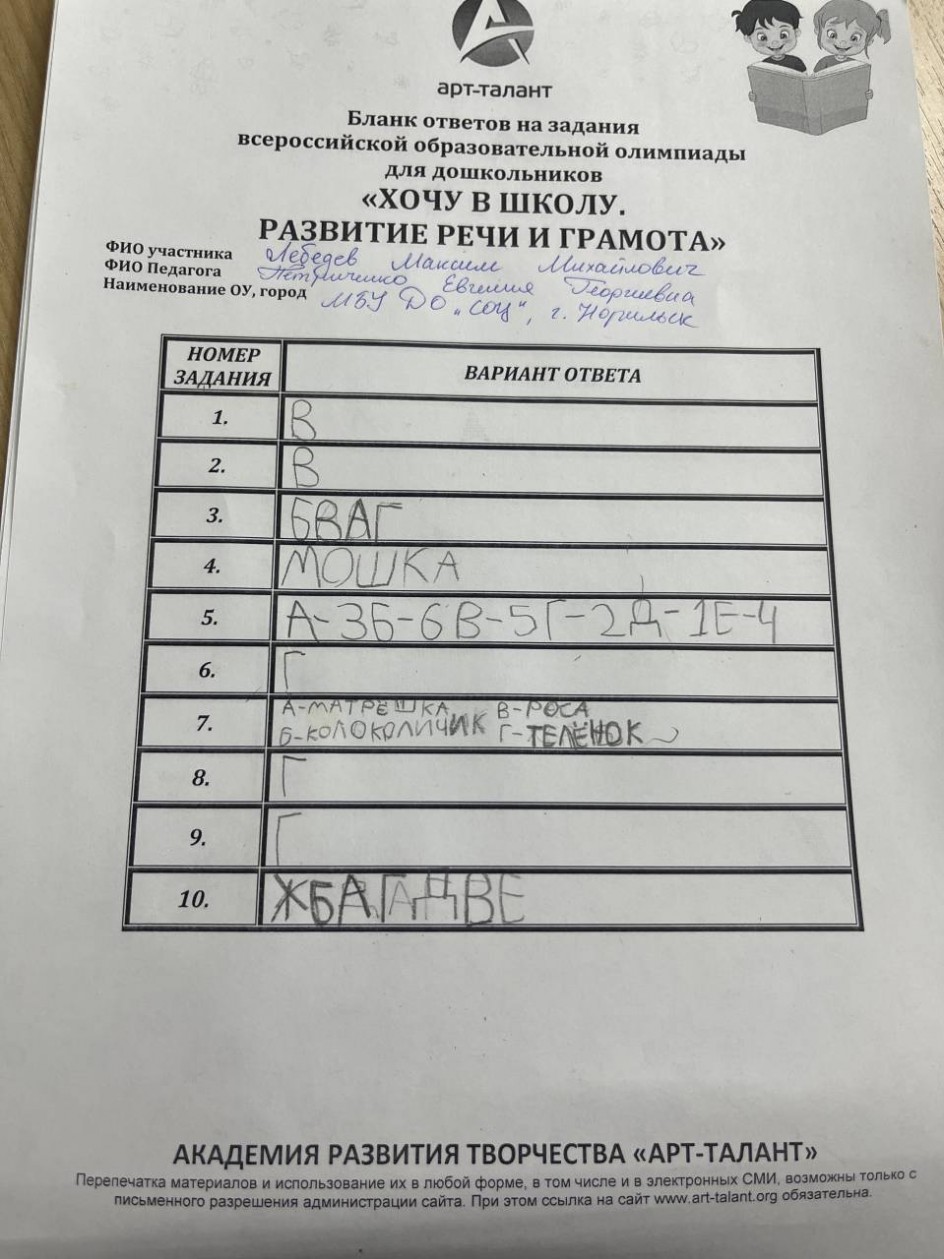 арт-талант
Бланк ответов на задания
всероссийской образовательной олимпиады
для дошкольников
«ХОЧУ В ШКОЛУ.
РАЗВИТИЕ РЕЧИ И ГРАМОТА»
ФИО участника Лебедев Максим Михайлович
ФИО Педагога Петриченко Евгения Георгиевна
Наименование ОУ, город МБУ ДО „СОЦ", г. Норильск
НОМЕР ЗАДАНИЯ ВАРИАНТ ОТВЕТА
1. В
2. В
3. БВАГ
4. МОШКА
5. А-3Б-6В-5Г-2Д-1Е-4
6. Г
7. А-МАТРЁШКА В-РОСА
Б-КОЛОКОЛИЧИК Г-ТЕЛЁНОК
8. Г
9. Г
10. ЖБАГАДВЕ
АКАДЕМИЯ РАЗВИТИЯ ТВОРЧЕСТВА «АРТ-ТАЛАНТ»
Перепечатка материалов и использование их в любой форме, в том числе и в электронных СМИ, возможны только с
письменного разрешения администрации сайта. При этом ссылка на сайт www.art-talant.org обязательна.